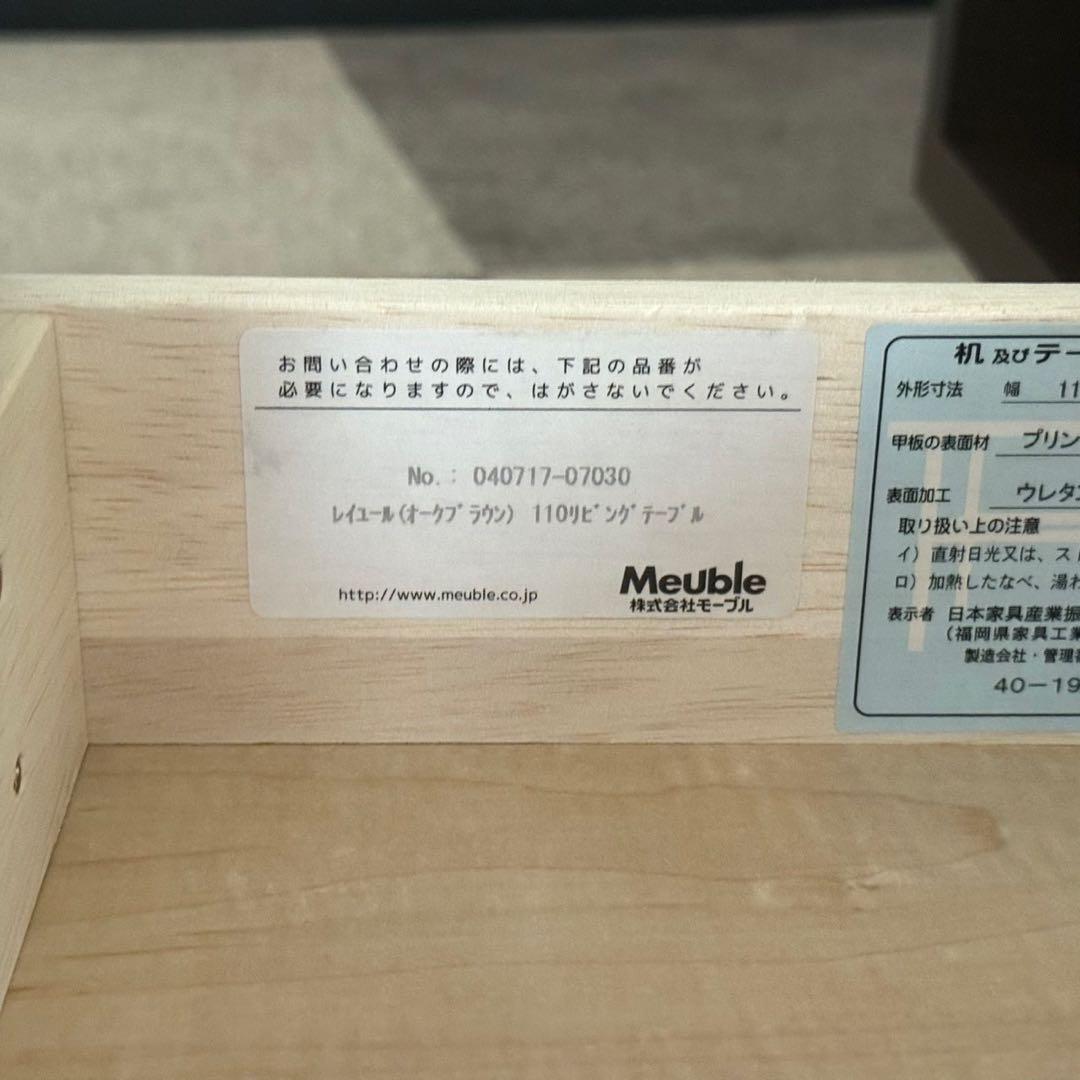 お問い合わせの際には、下記の品番が
必要になりますので、はがさないでください。
No.: 040717-07030
レイユール(オークブラウン) 110リビングテーブル
http://www.meuble.co.jp
Meuble
株式会社モーブル
机及びテー
外形寸法 幅 11
甲板の表面材 プリン
表面加工 ウレタ
取り扱い上の注意
イ）直射日光又は、スト
ロ）加熱したなべ、湯わ
表示者 日本家具産業振
（福岡県家具工業
製造会社・管理番
40-19